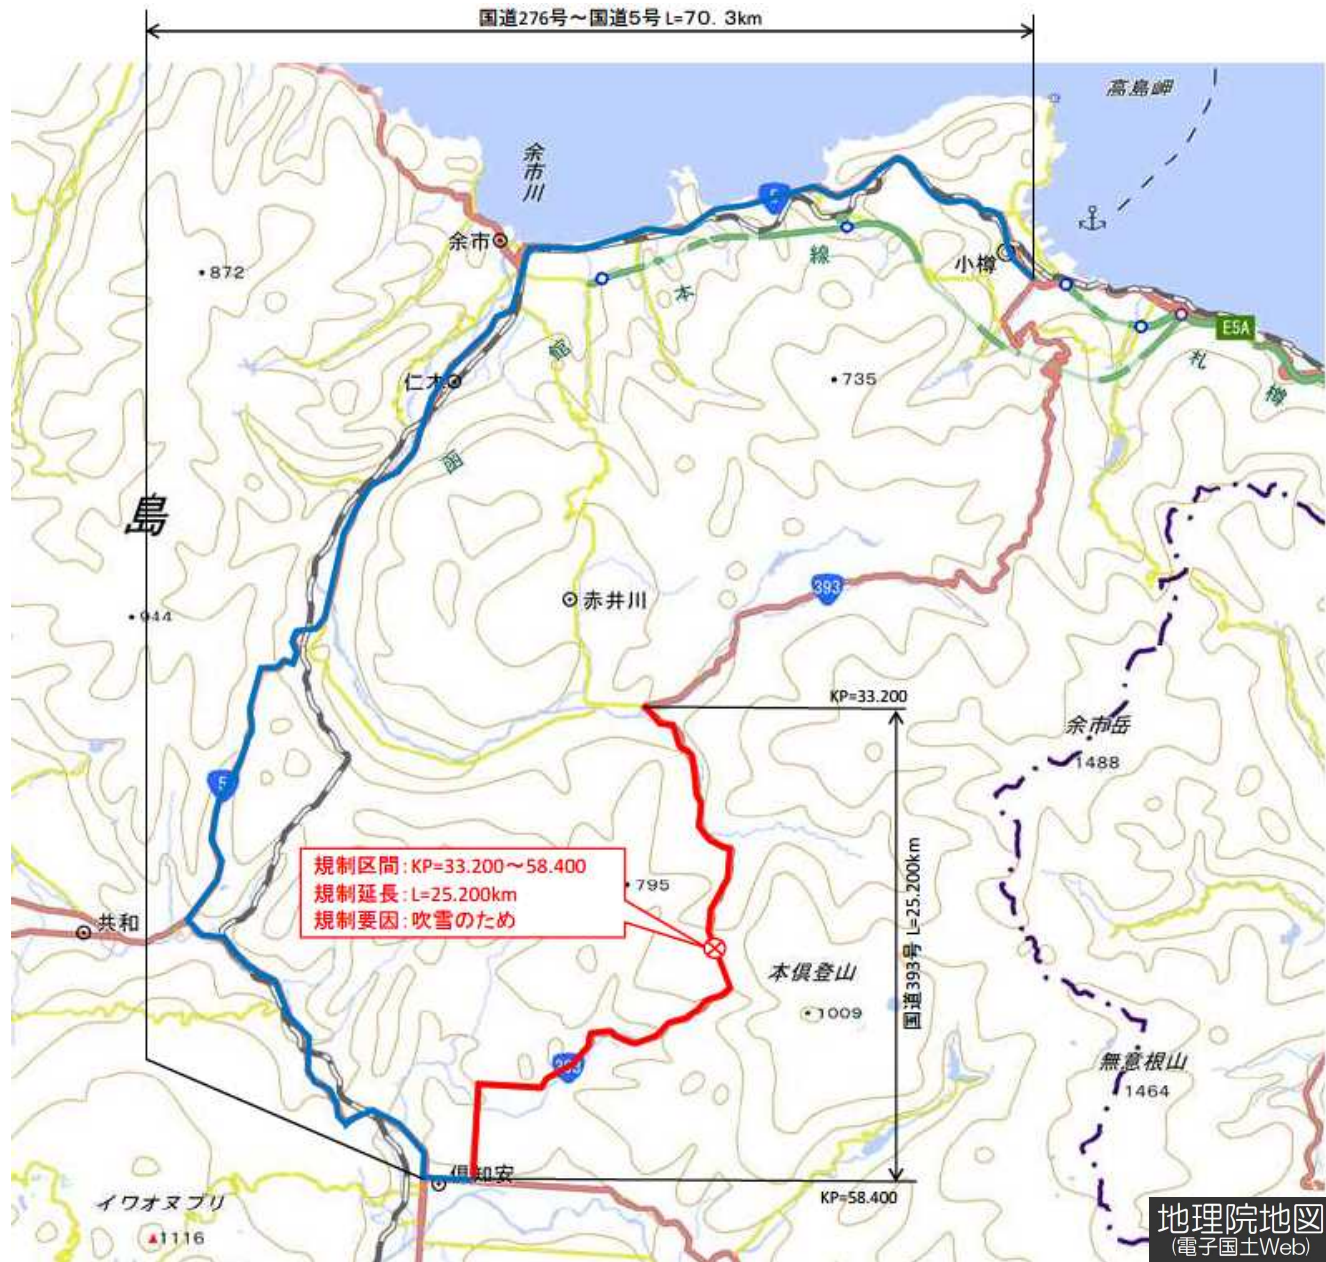 国道276号～国道5号 L=70．3km
高島岬
余市川
5
余市
小樽
線
本
872
E5A
館
札
仁木
735
樽
函
島
393
赤井川
944
KP=33.200
余市岳
1488
5
規制区間：KP=33.200～58.400
規制延長：L=25.200km
規制要因：吹雪のため
795
共和
国道393号 L=25.200km
本倶登山
1009
無意根山
393
1464
倶知安
KP=58.400
イワオヌプリ
1116
地理院地図
(電子国土Web)